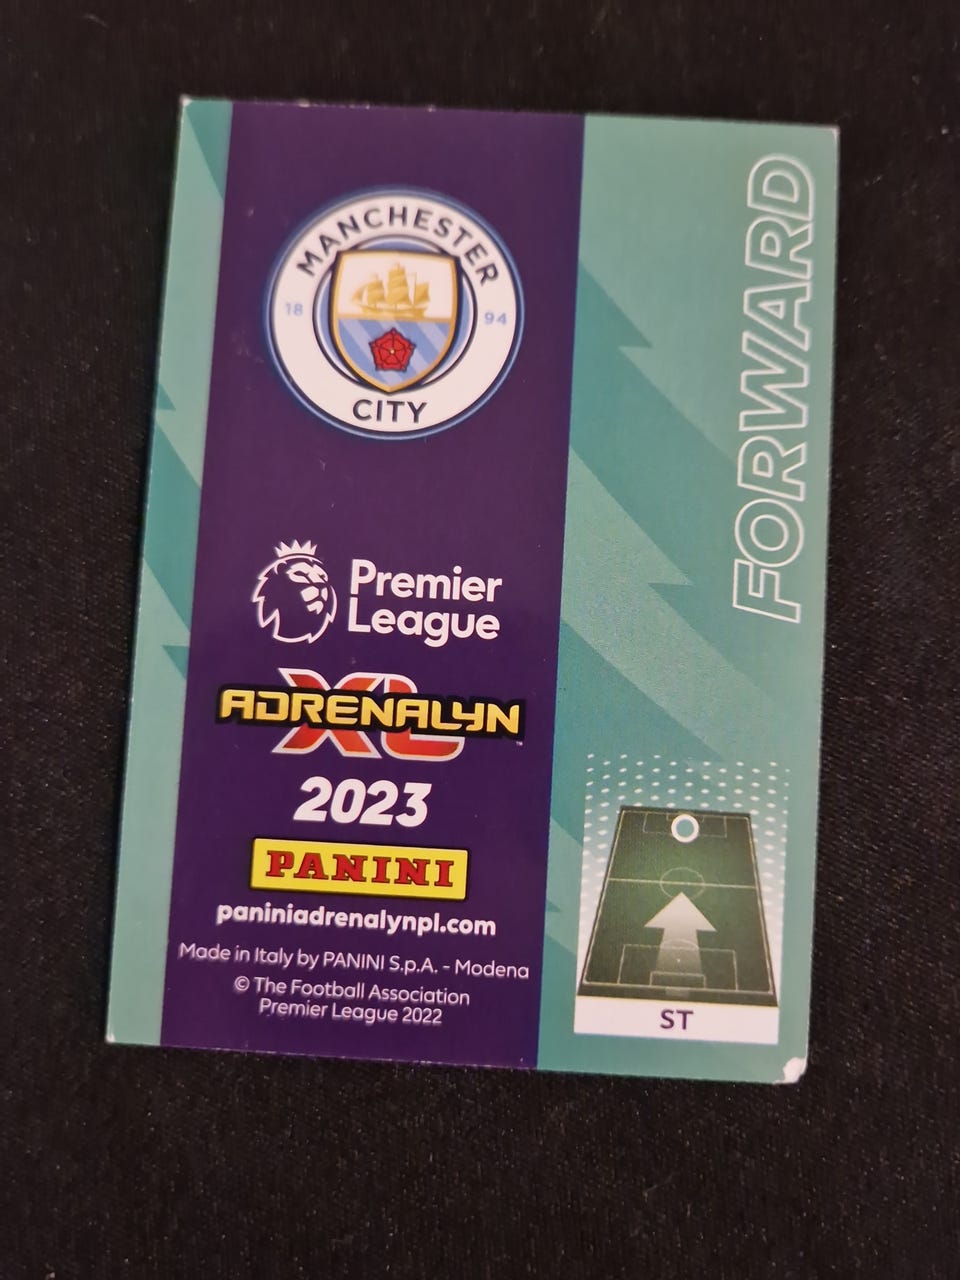 MANCHESTER
18 94
CITY
Premier
League
XL
ADRENALYN
™
2023
PANINI
paniniadrenalynpl.com
Made in Italy by PANINI S.p.A. - Modena
© The Football Association
Premier League 2022
FORWARD
ST